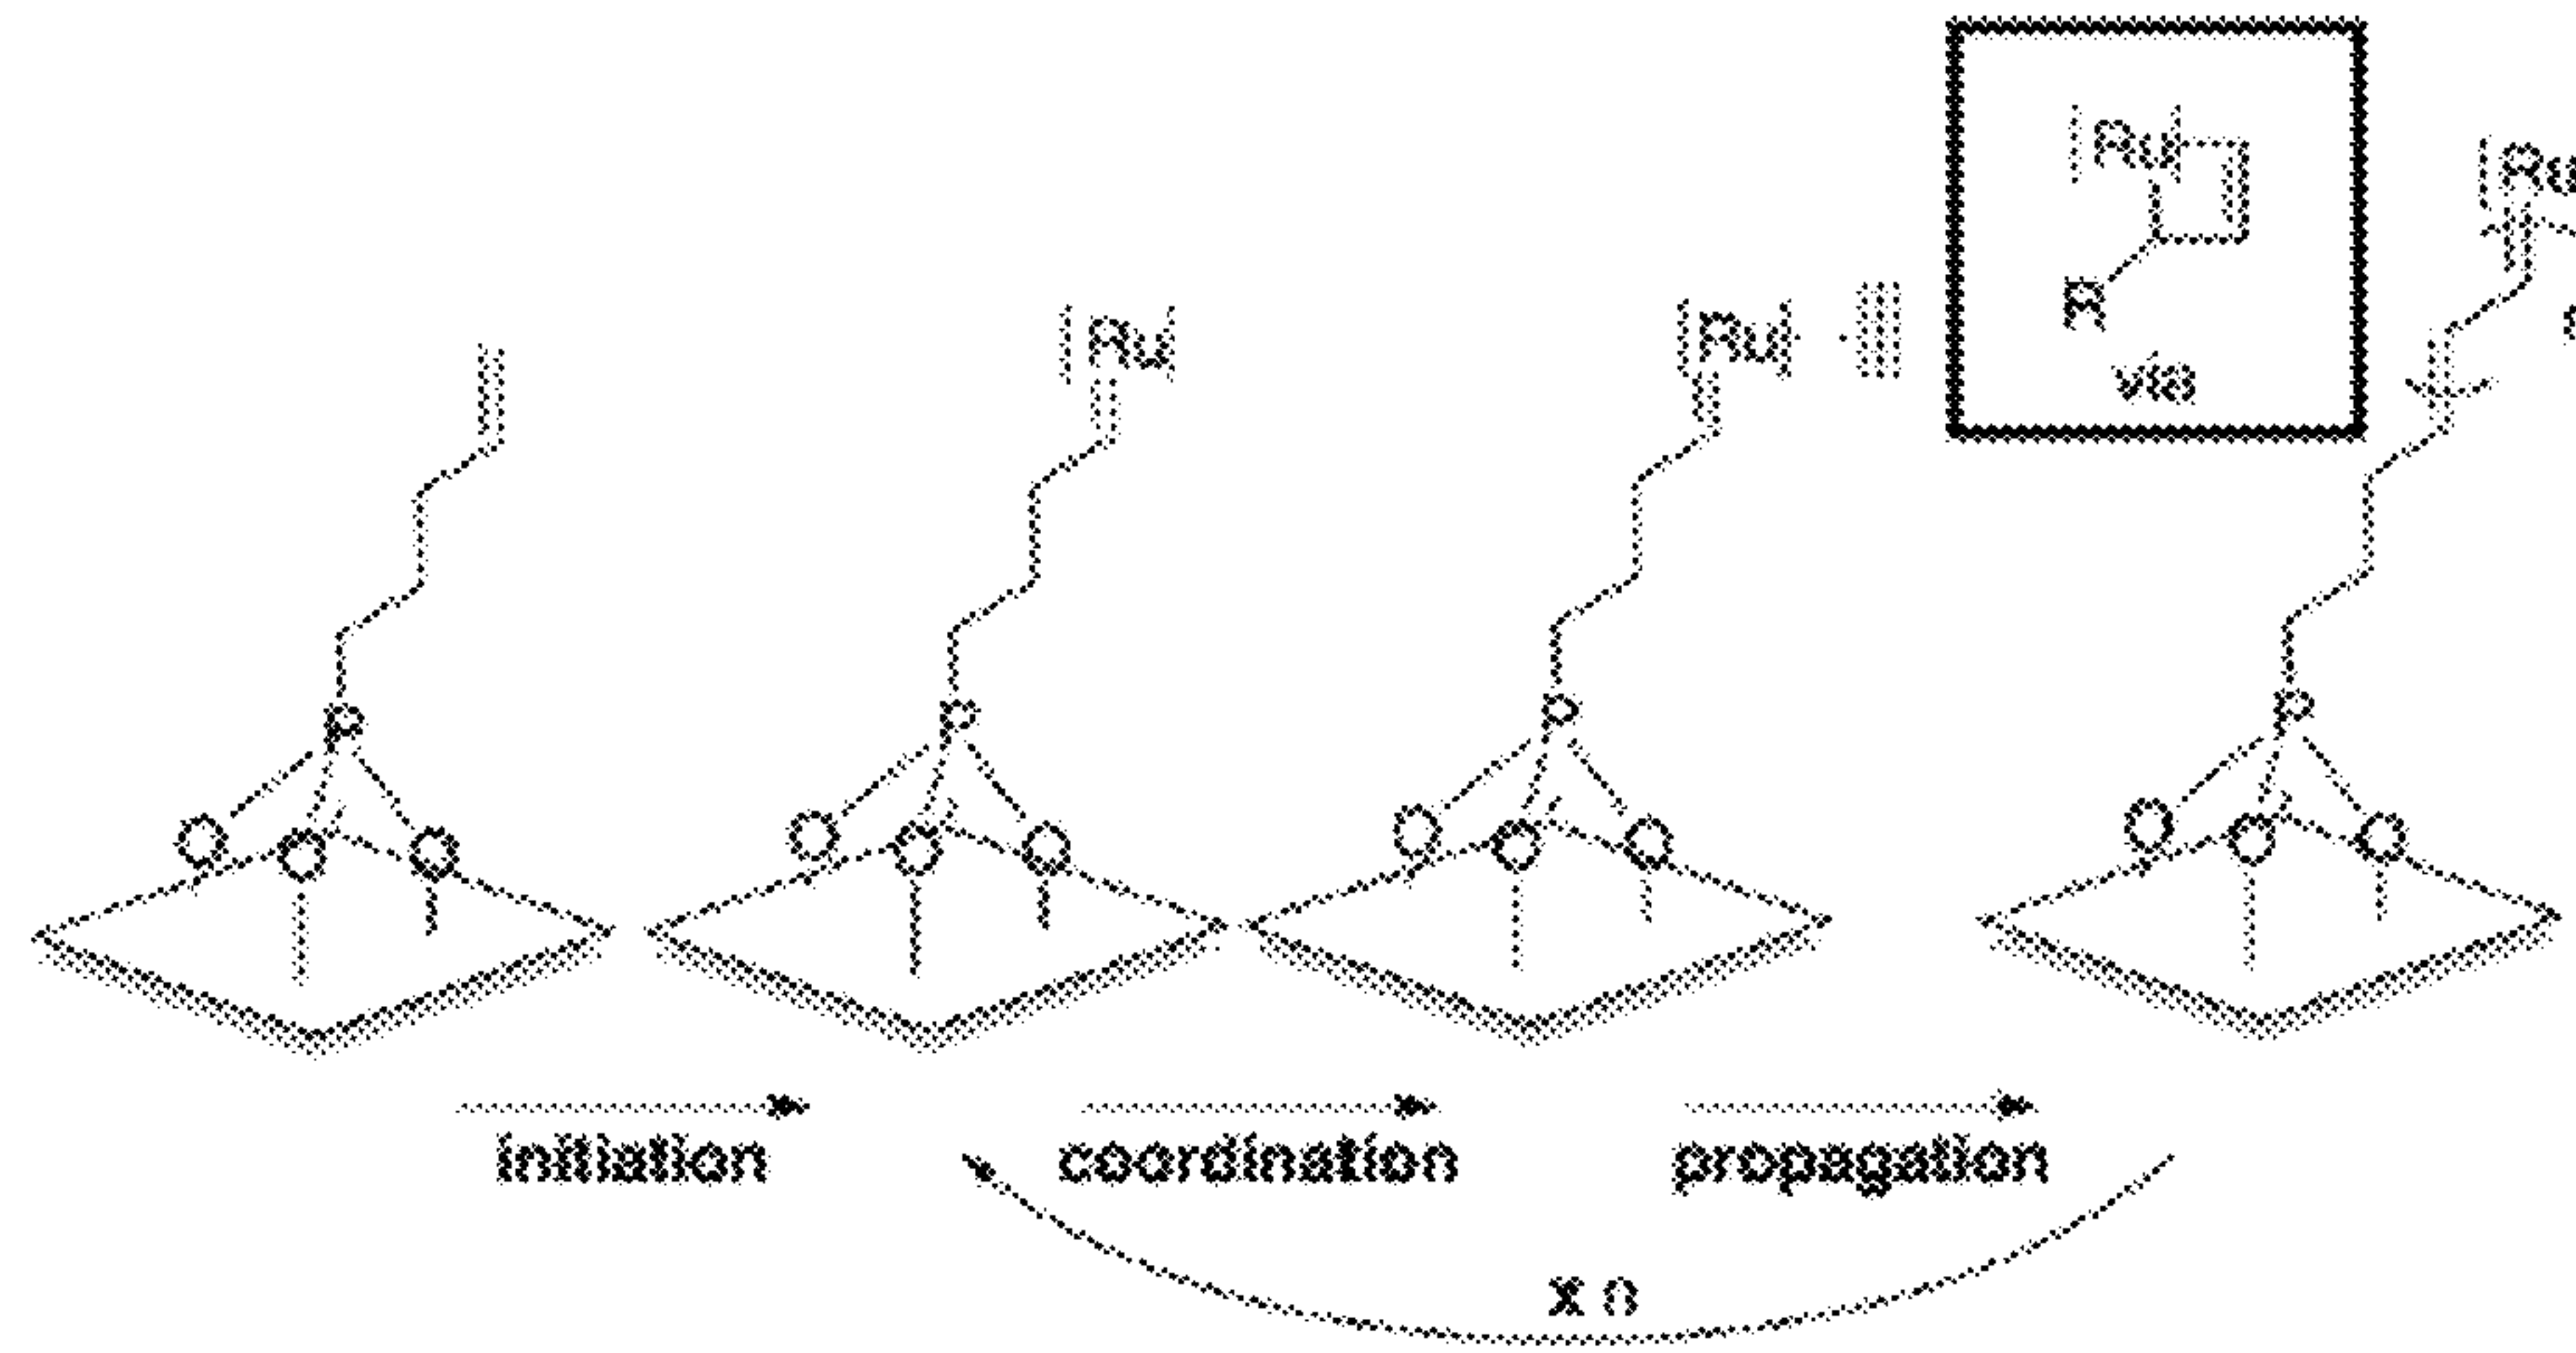 [Ru]
[Ru
[Ru]
[Ru]
R
via
P
P
P
P
O
O
O
O
O
O
O
O
O
O
O
O
initiation
coordination
propagation
x n